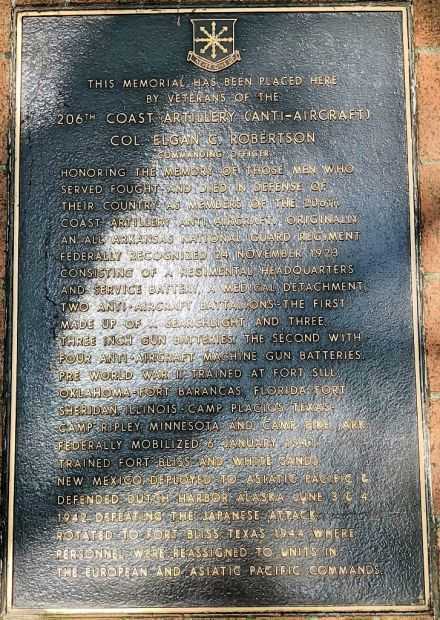 THIS MEMORIAL HAS BEEN PLACED HERE
BY VETERANS OF THE
206TH COAST ARTILLERY (ANTI-AIRCRAFT)
COL. ELGAN C. ROBERTSON
COMMANDING OFFICER
HONORING THE MEMORY OF THOSE MEN WHO
SERVED FOUGHT AND DIED IN DEFENSE OF
THEIR COUNTRY AS MEMBERS OF THE 206TH
COAST ARTILLERY ANTI-AIRCRAFT. ORIGINALLY
AN ALL ARKANSAS NATIONAL GUARD REGIMENT
FEDERALLY RECOGNIZED 24 NOVEMBER 1923
CONSISTING OF A REGIMENTAL HEADQUARTERS
AND SERVICE BATTERY, A MEDICAL DETACHMENT,
TWO ANTI-AIRCRAFT BATTALIONS-THE FIRST
MADE UP OF A SEARCHLIGHT AND THREE,
THREE INCH GUN BATTERIES, THE SECOND WITH
FOUR ANTI-AIRCRAFT MACHINE GUN BATTERIES.
PRE WORLD WAR II TRAINED AT FORT SILL,
OKLAHOMA-FORT BARANCAS, FLORIDA-FORT
SHERIDAN, ILLINOIS-CAMP PLACIOS, TEXAS-
CAMP RIPLEY, MINNESOTA AND CAMP PIKE, ARK.
FEDERALLY MOBILIZED 6 JANUARY 1941,
TRAINED FORT BLISS AND WHITE SANDS,
NEW MEXICO, DEPLOYED TO ASIATIC PACIFIC &
DEFENDED DUTCH HARBOR ALASKA JUNE 3 & 4,
1942 DEFEATING THE JAPANESE ATTACK,
ROTATED TO FORT BLISS TEXAS 1944 WHERE
PERSONNEL WERE REASSIGNED TO UNITS IN
THE EUROPEAN AND ASIATIC PACIFIC COMMANDS.